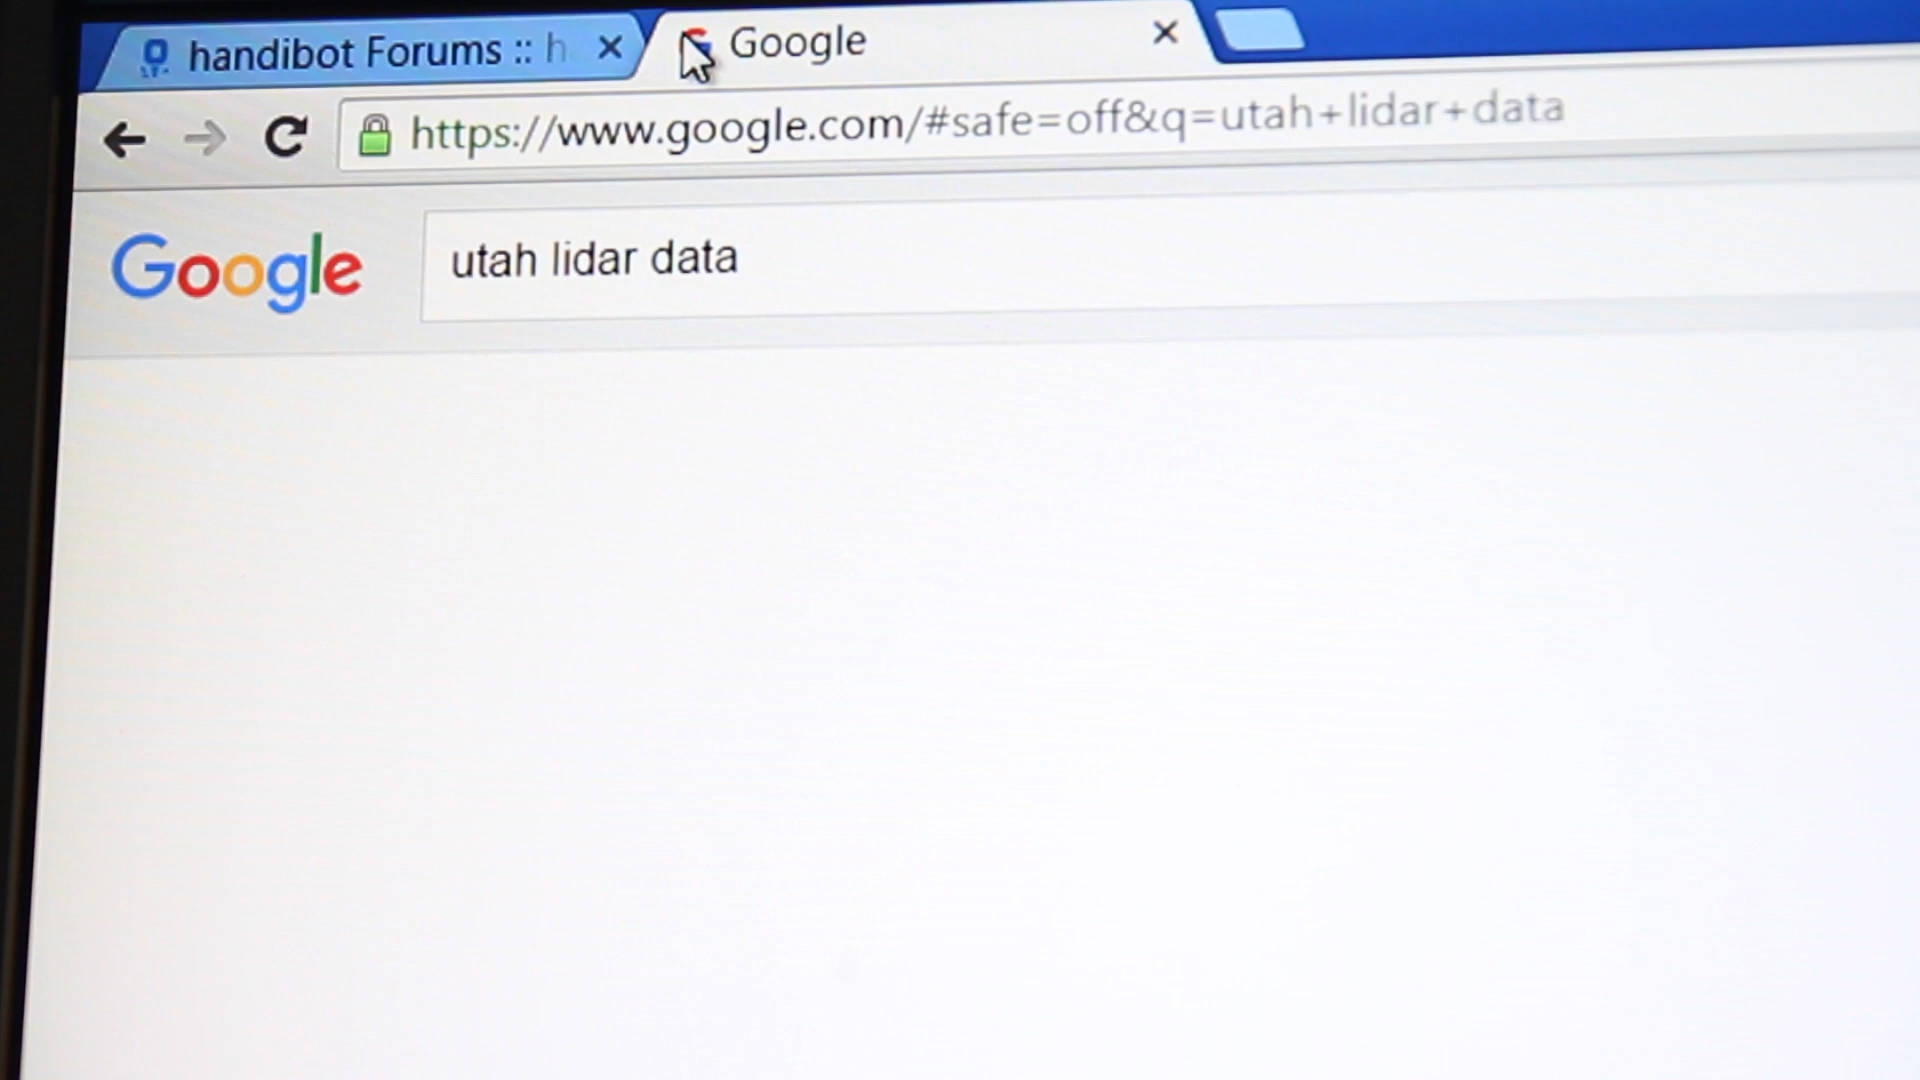 handibot Forums :: h
Google
https://www.google.com/#safe=off&q=utah+lidar+data
Google
utah lidar data